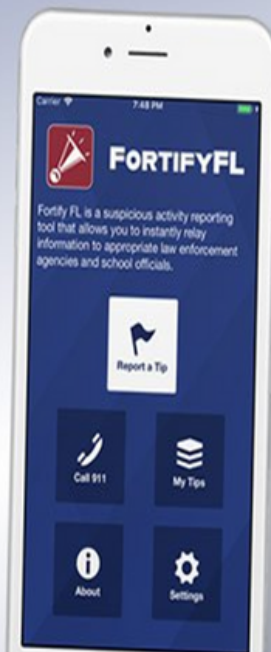 Carrier 7:48 PM
FORTIFYFL
Fortify FL is a suspicious activity reporting
tool that allows you to instantly relay
information to appropriate law enforcement
agencies and school officials.
Report a Tip
Call 911 My Tips
About Settings